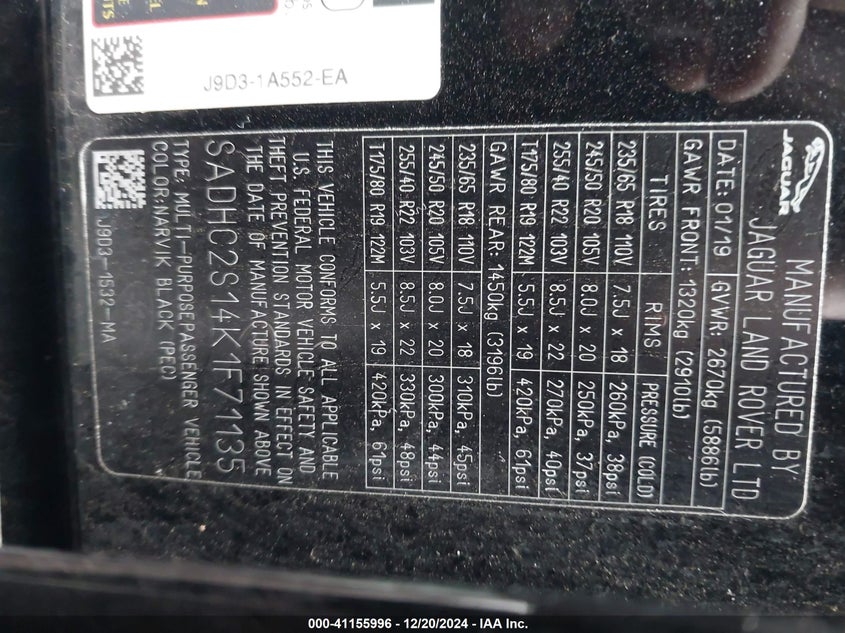 J9D3-1A552-EA
JAGUAR
MANUFACTURED BY:
JAGUAR LAND ROVER LTD
DATE: 01/19 GVWR: 2670kg (5886lb)
GAWR FRONT: 1320kg (2910lb)
TIRES RIMS PRESSURE (COLD)
235/65 R18 110V 7.5J x 18 260kPa, 38psi
245/50 R20 105V 8.0J x 20 250kPa, 37psi
255/40 R22 103V 8.5J x 22 270kPa, 40psi
T175/80 R19 122M 5.5J x 19 420kPa, 61psi
GAWR REAR: 1450kg (3196lb)
235/65 R18 110V 7.5J x 18 310kPa, 45psi
245/50 R20 105V 8.0J x 20 300kPa, 44psi
255/40 R22 103V 8.5J x 22 330kPa, 48psi
T175/80 R19 122M 5.5J x 19 420kPa, 61psi
THIS VEHICLE CONFORMS TO ALL APPLICABLE
U.S. FEDERAL MOTOR VEHICLE SAFETY AND
THEFT PREVENTION STANDARDS IN EFFECT ON
THE DATE OF MANUFACTURE SHOWN ABOVE
SADHC2S14K1F71135
TYPE: MULTI-PURPOSEPASSENGER VEHICLE
COLOR:NARVIK BLACK (PEC)
J9D3-1532-MA
000-41155996 - 12/20/2024 - IAA Inc.